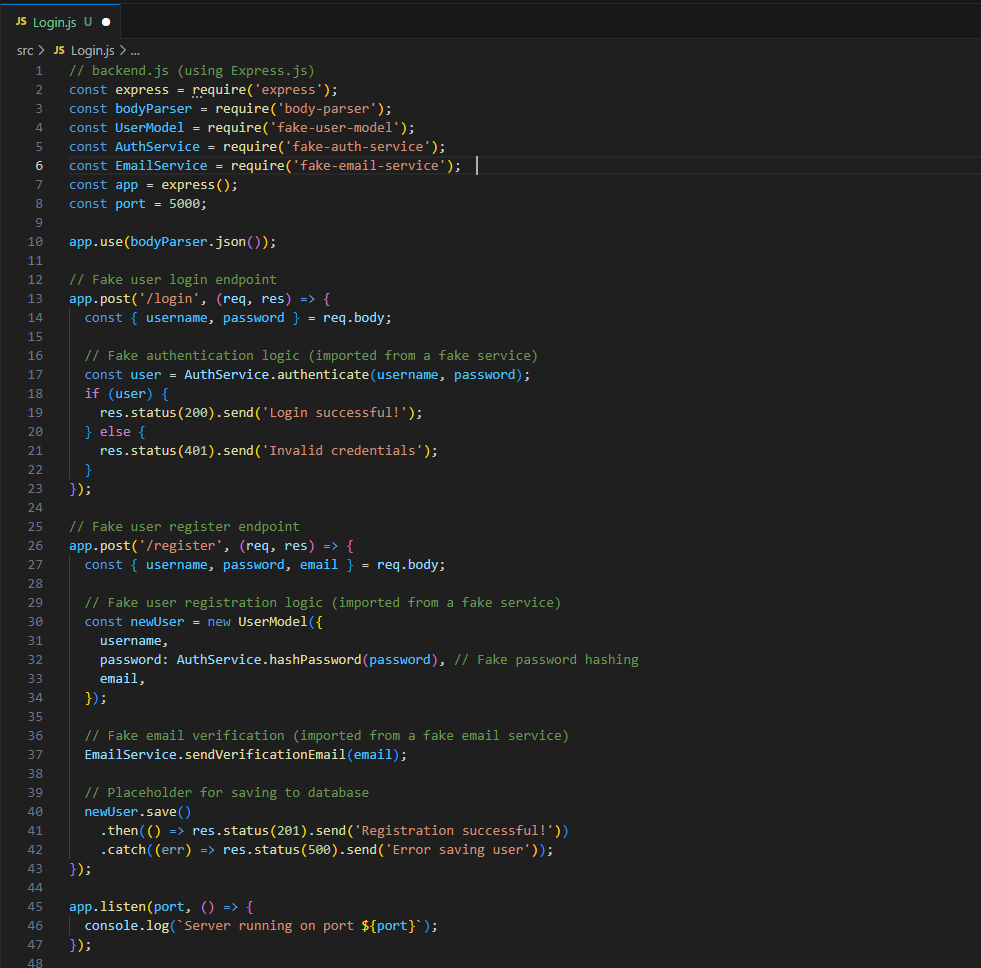 JS Login.js U ●
src > JS Login.js > ...
1 // backend.js (using Express.js)
2 const express = require('express');
3 const bodyParser = require('body-parser');
4 const UserModel = require('fake-user-model');
5 const AuthService = require('fake-auth-service');
6 const EmailService = require('fake-email-service');
7 const app = express();
8 const port = 5000;
9
10 app.use(bodyParser.json());
11
12 // Fake user login endpoint
13 app.post('/login', (req, res) => {
14   const { username, password } = req.body;
15
16   // Fake authentication logic (imported from a fake service)
17   const user = AuthService.authenticate(username, password);
18   if (user) {
19     res.status(200).send('Login successful!');
20   } else {
21     res.status(401).send('Invalid credentials');
22   }
23 });
24
25 // Fake user register endpoint
26 app.post('/register', (req, res) => {
27   const { username, password, email } = req.body;
28
29   // Fake user registration logic (imported from a fake service)
30   const newUser = new UserModel({
31     username,
32     password: AuthService.hashPassword(password), // Fake password hashing
33     email,
34   });
35
36   // Fake email verification (imported from a fake email service)
37   EmailService.sendVerificationEmail(email);
38
39   // Placeholder for saving to database
40   newUser.save()
41     .then(() => res.status(201).send('Registration successful!'))
42     .catch((err) => res.status(500).send('Error saving user'));
43 });
44
45 app.listen(port, () => {
46   console.log(`Server running on port ${port}`);
47 });
48